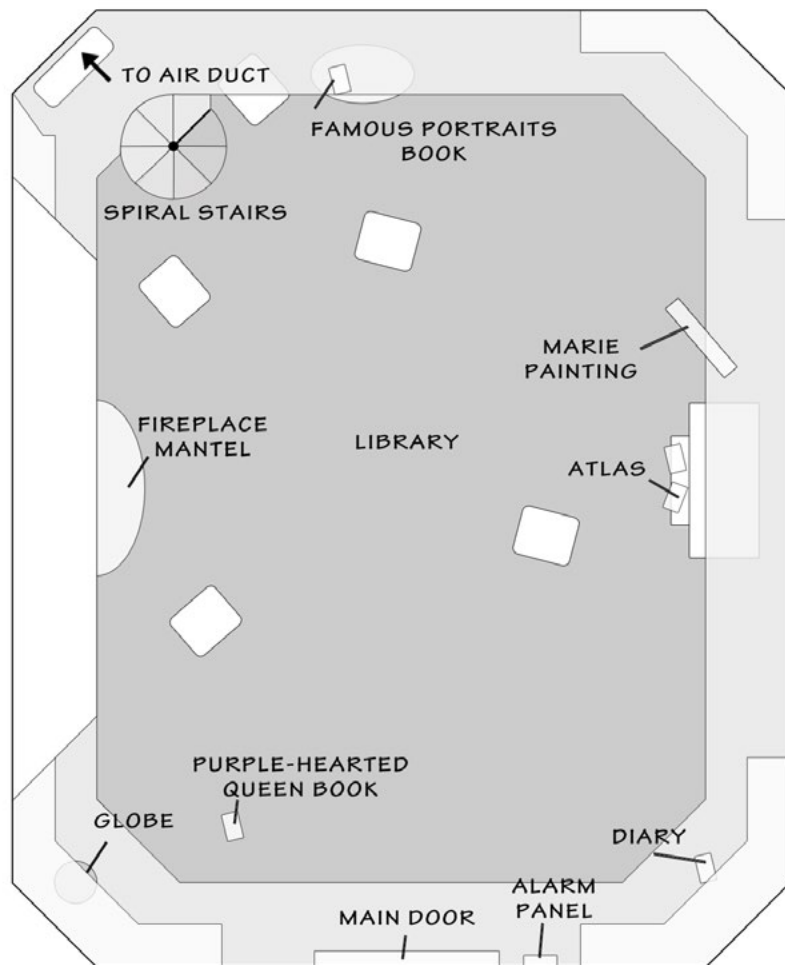 TO AIR DUCT
FAMOUS PORTRAITS
BOOK
SPIRAL STAIRS
MARIE
PAINTING
FIREPLACE
MANTEL
LIBRARY
ATLAS
PURPLE-HEARTED
QUEEN BOOK
GLOBE
DIARY
ALARM
PANEL
MAIN DOOR